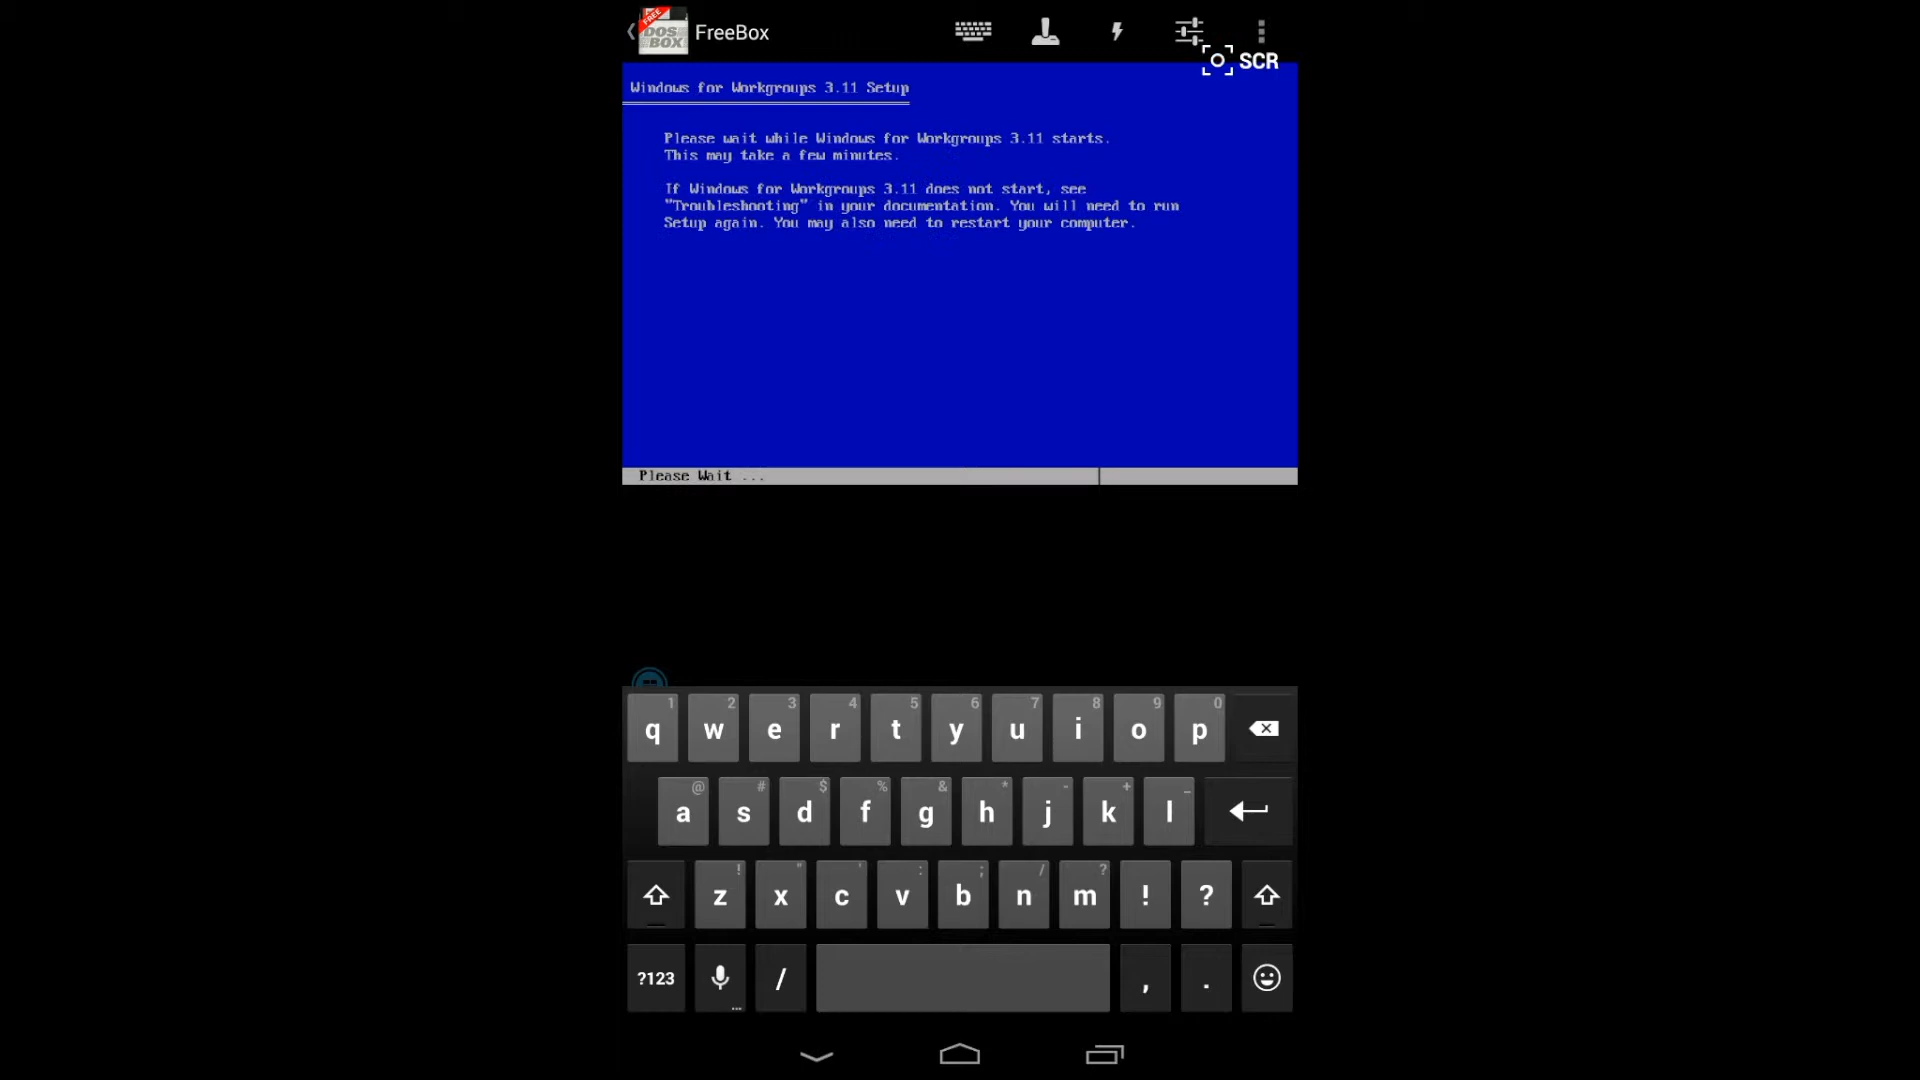 FREE
DOS
BOX
FreeBox
SCR
Windows for Workgroups 3.11 Setup
Please wait while Windows for Workgroups 3.11 starts.
This may take a few minutes.
If Windows for Workgroups 3.11 does not start, see
"Troubleshooting" in your documentation. You will need to run
Setup again. You may also need to restart your computer.
Please Wait ...
1 2 3 4 5 6 7 8 9 0
q w e r t y u i o p
@ # $ % & * - + _
a s d f g h j k l
! " ' : ; / ?
z x c v b n m ! ?
?123 / , .
...